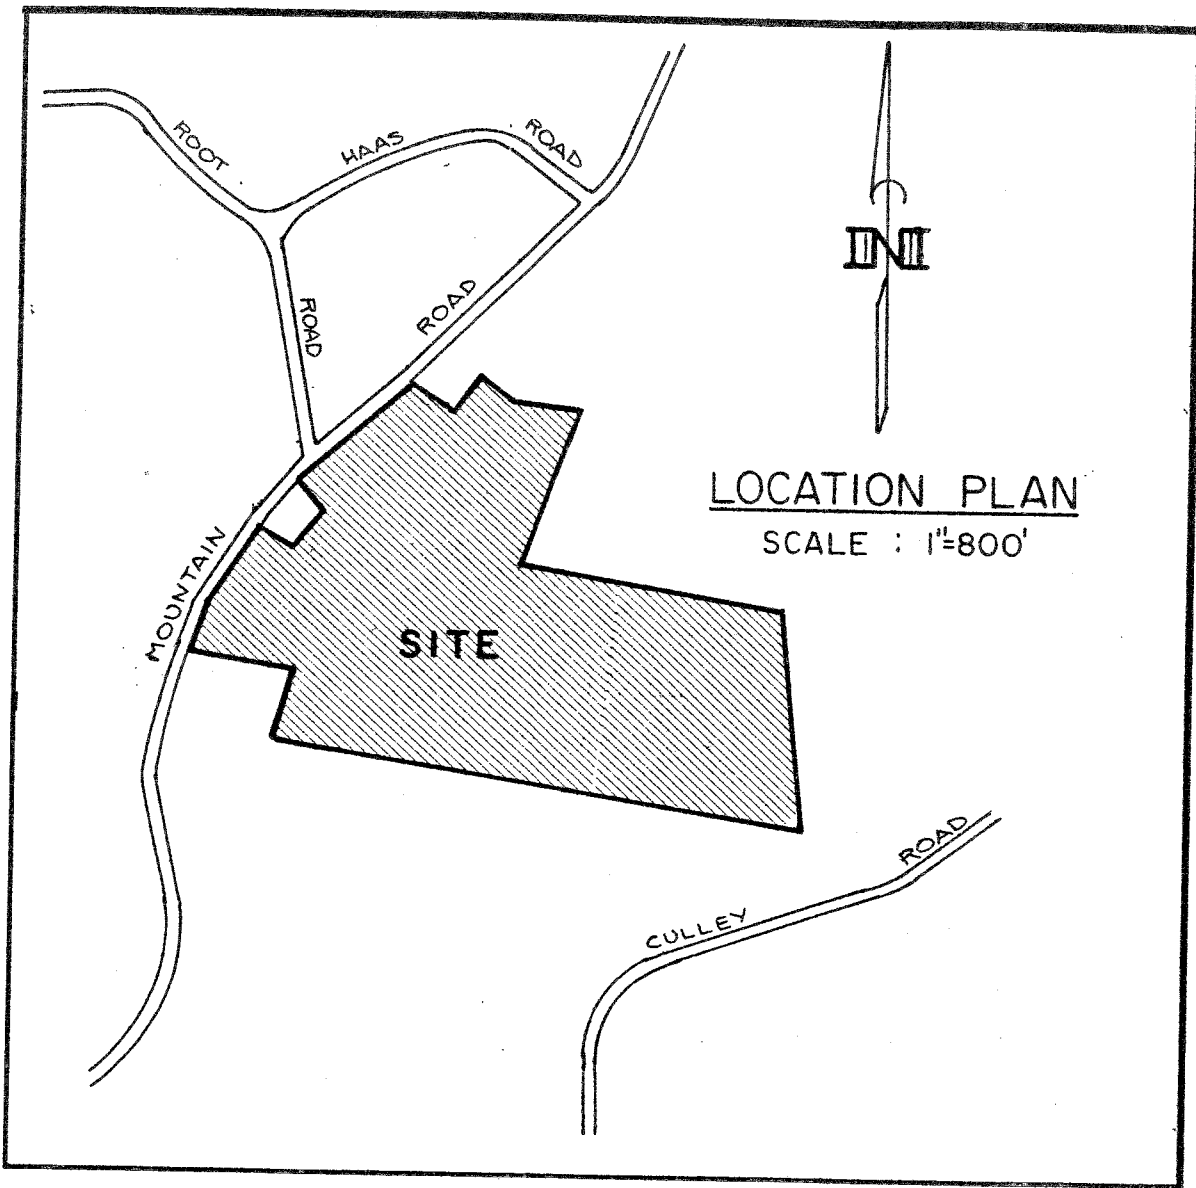 ROOT
ROAD
HAAS
ROAD
MOUNTAIN
ROAD
N
LOCATION PLAN
SCALE : 1"=800'
SITE
CULLEY
ROAD